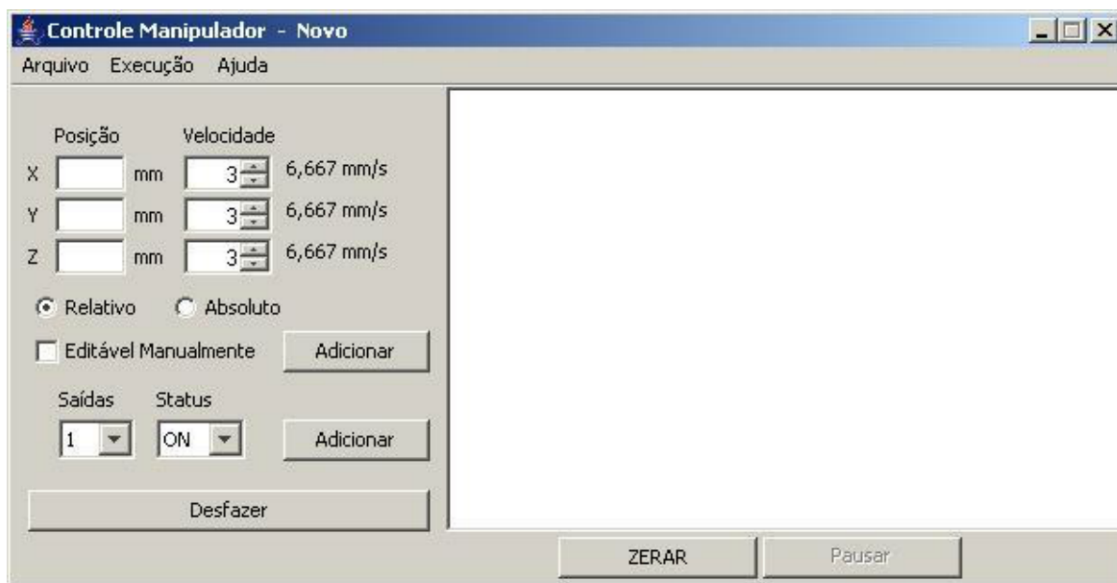 Controle Manipulador - Novo
Arquivo Execução Ajuda
Posição Velocidade
X mm 3 6,667 mm/s
Y mm 3 6,667 mm/s
Z mm 3 6,667 mm/s
Relativo Absoluto
Editável Manualmente Adicionar
Saídas Status
1 ON Adicionar
Desfazer
ZERAR Pausar